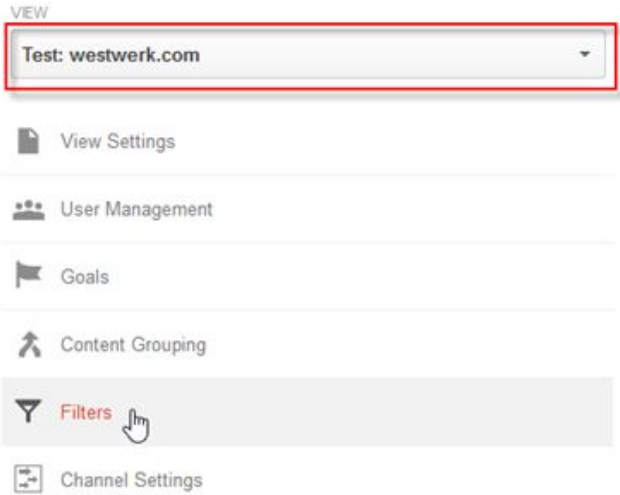 VIEW
Test: westwerk.com
View Settings
User Management
Goals
Content Grouping
Filters
Channel Settings